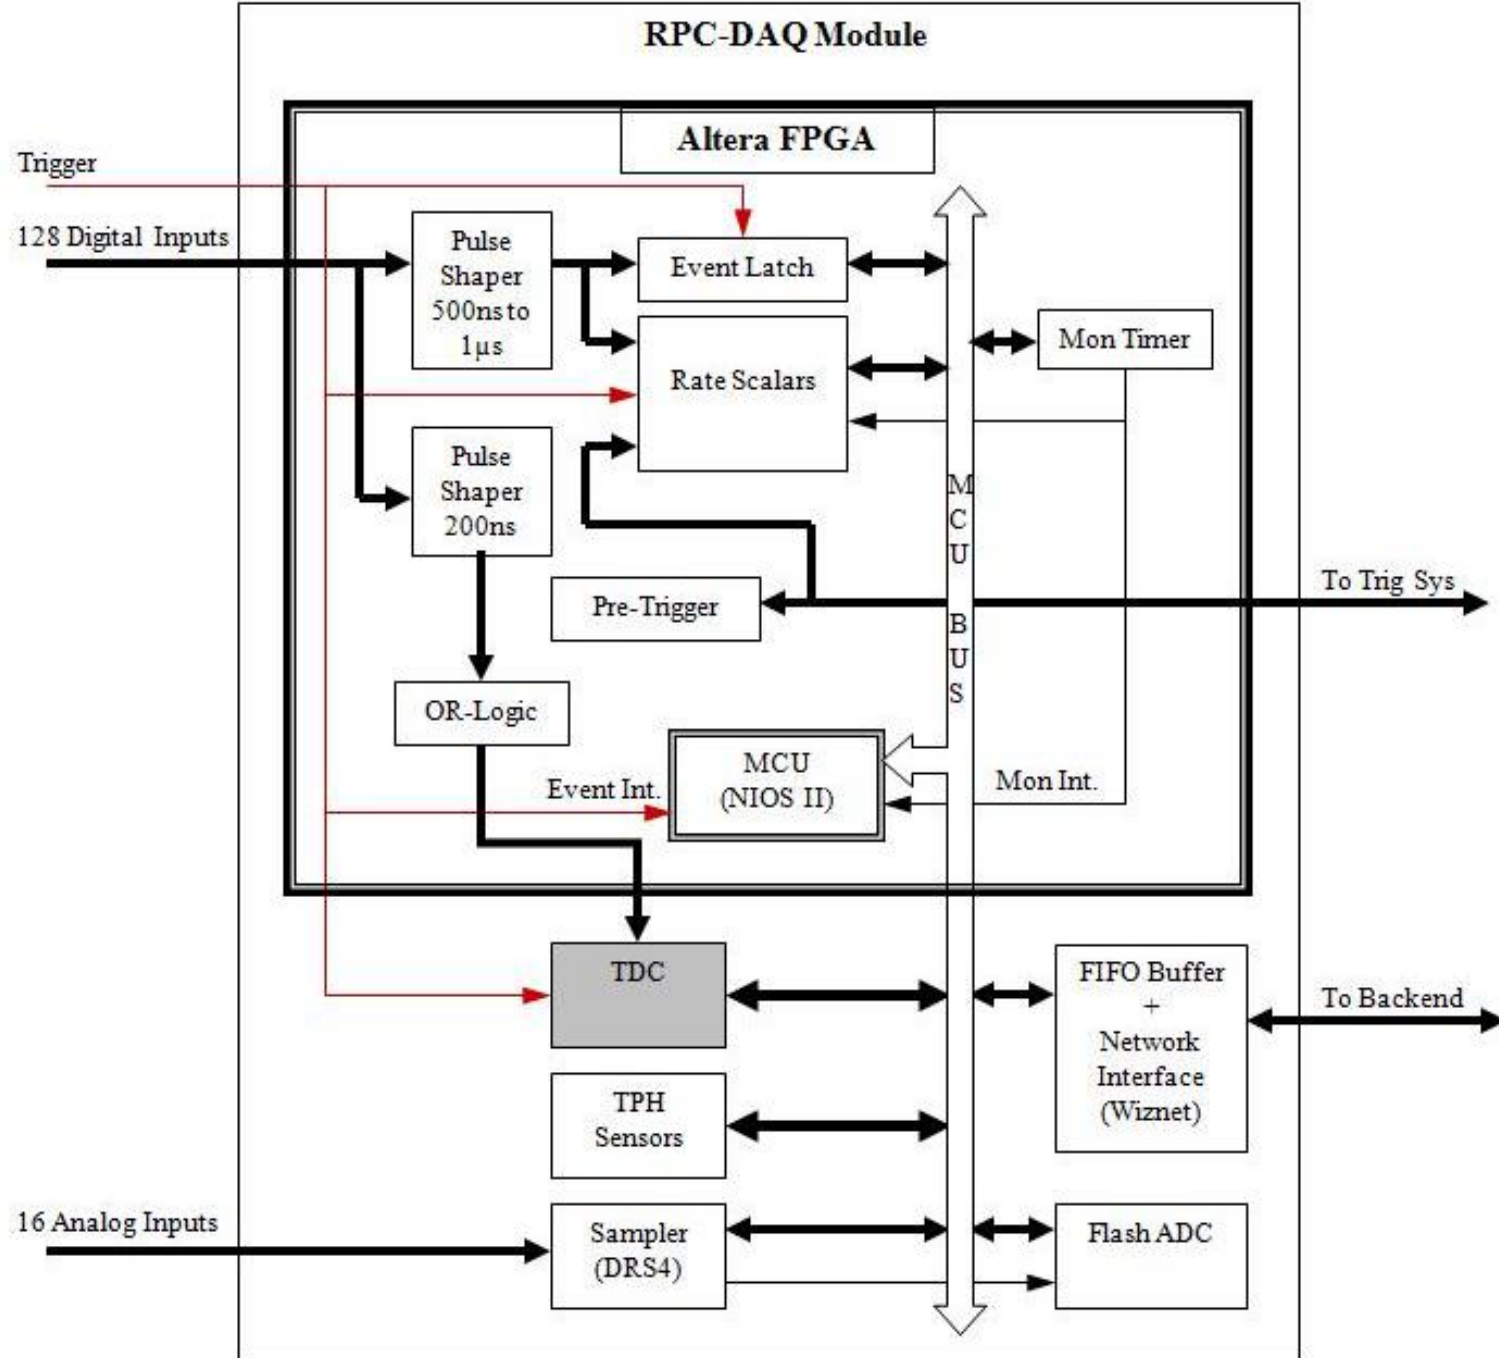 RPC-DAQ Module
Altera FPGA
Trigger
128 Digital Inputs
Pulse
Shaper
500ns to
1µs
Event Latch
Mon Timer
Rate Scalars
Pulse
Shaper
200ns
M
C
U
B
U
S
To Trig Sys
Pre-Trigger
OR-Logic
MCU
(NIOS II)
Event Int.
Mon Int.
TDC
FIFO Buffer
+
Network
Interface
(Wiznet)
To Backend
TPH
Sensors
16 Analog Inputs
Sampler
(DRS4)
Flash ADC